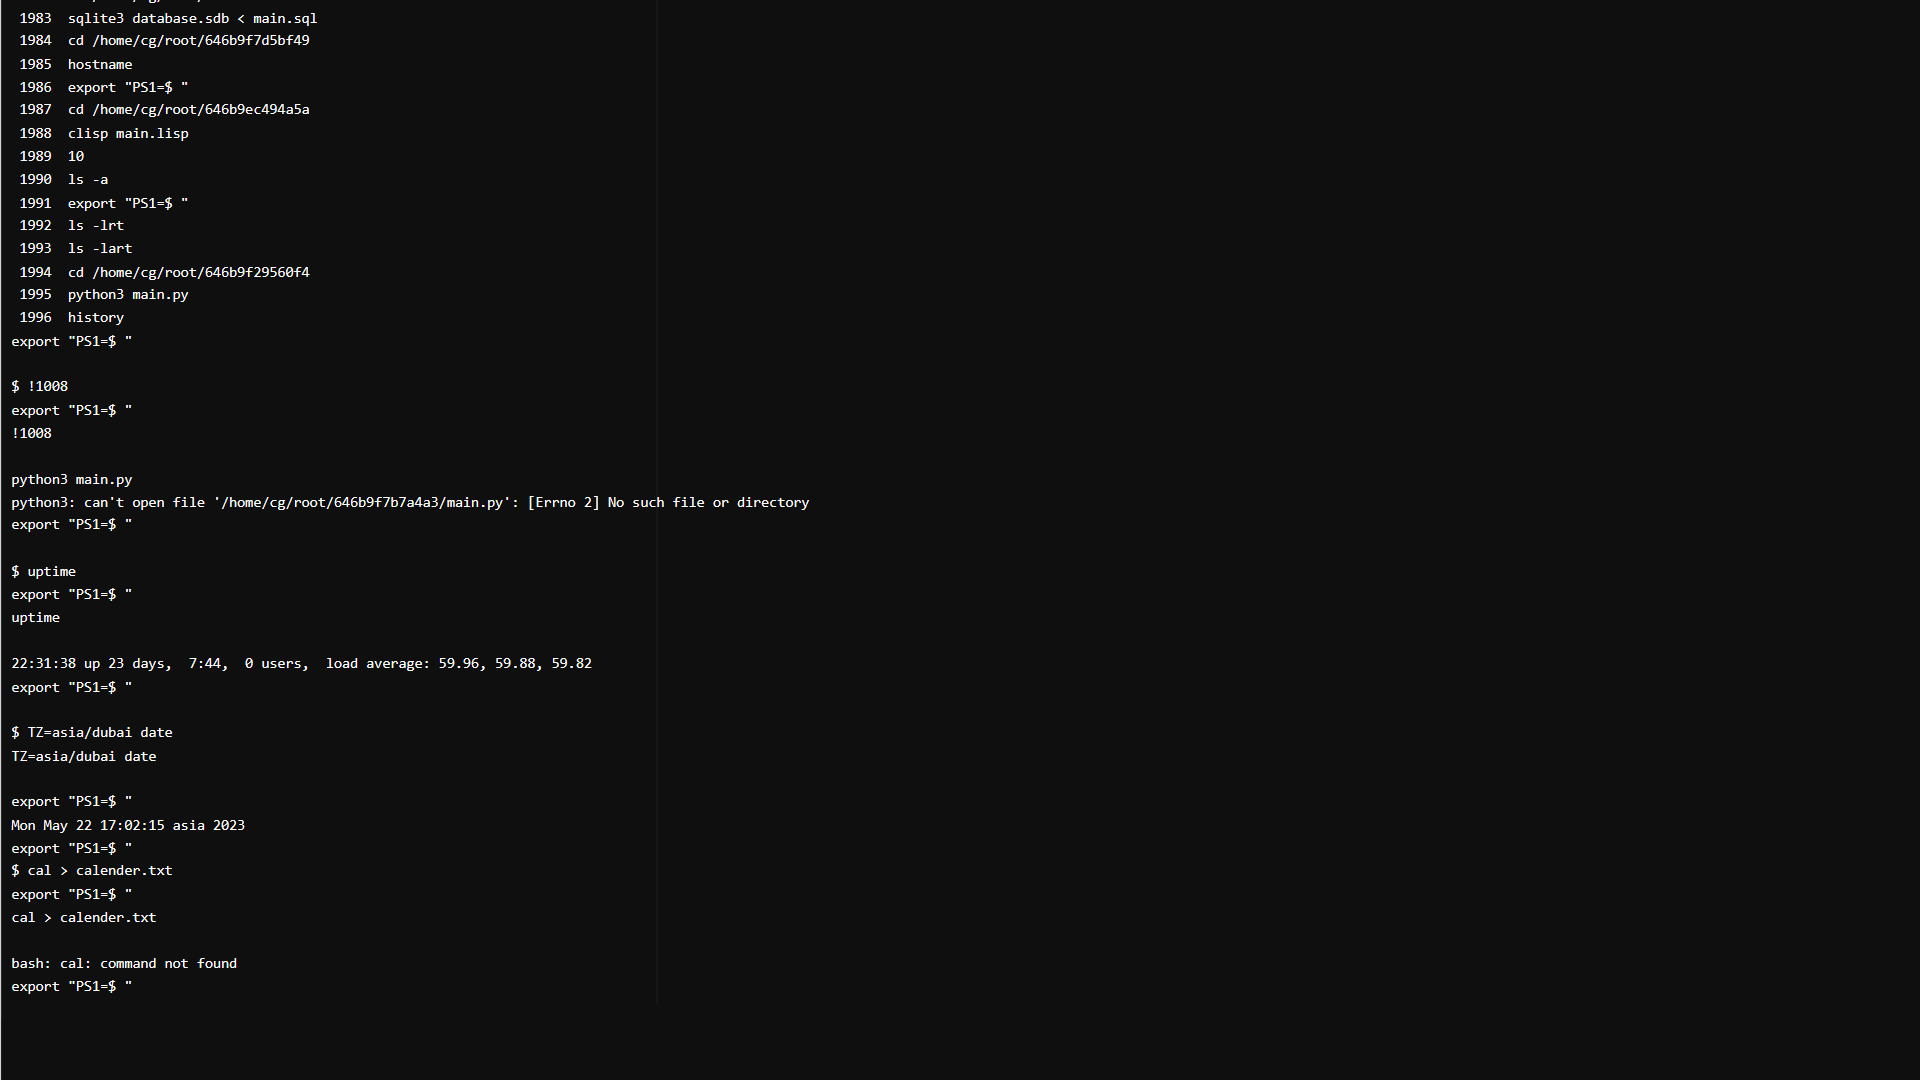 1983  sqlite3 database.sdb < main.sql
1984  cd /home/cg/root/646b9f7d5bf49
1985  hostname
1986  export "PS1=$ "
1987  cd /home/cg/root/646b9ec494a5a
1988  clisp main.lisp
1989  10
1990  ls -a
1991  export "PS1=$ "
1992  ls -lrt
1993  ls -lart
1994  cd /home/cg/root/646b9f29560f4
1995  python3 main.py
1996  history
export "PS1=$ "
$ !1008
export "PS1=$ "
!1008
python3 main.py
python3: can't open file '/home/cg/root/646b9f7b7a4a3/main.py': [Errno 2] No such file or directory
export "PS1=$ "
$ uptime
export "PS1=$ "
uptime
22:31:38 up 23 days,  7:44,  0 users,  load average: 59.96, 59.88, 59.82
export "PS1=$ "
$ TZ=asia/dubai date
TZ=asia/dubai date
export "PS1=$ "
Mon May 22 17:02:15 asia 2023
export "PS1=$ "
$ cal > calender.txt
export "PS1=$ "
cal > calender.txt
bash: cal: command not found
export "PS1=$ "